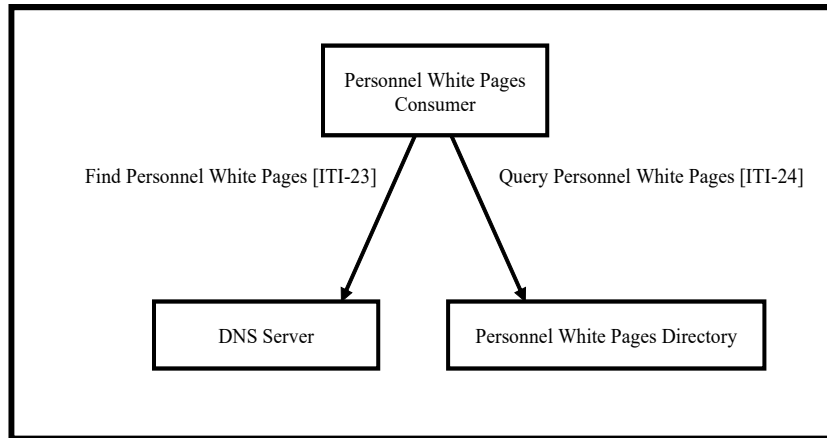 Personnel White Pages
Consumer
Find Personnel White Pages [ITI-23]
Query Personnel White Pages [ITI-24]
DNS Server
Personnel White Pages Directory